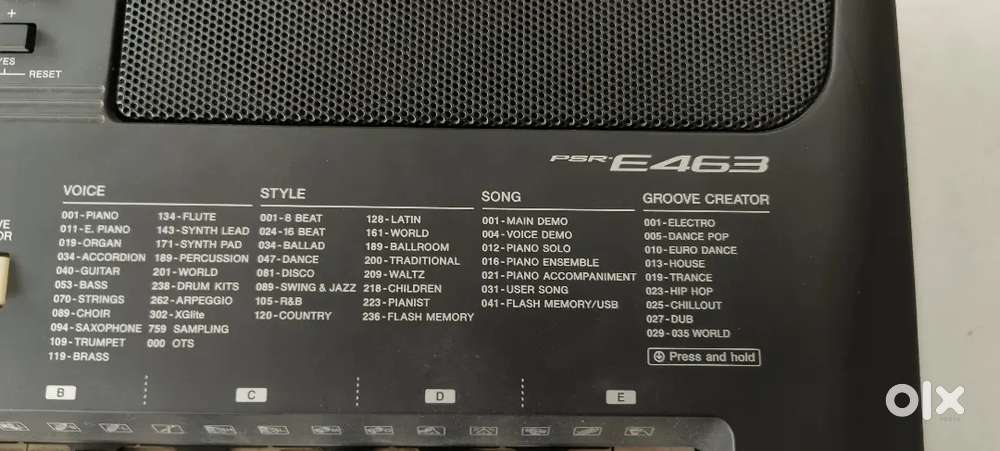 +
YES
RESET
PSR-E463
VOICE
001-PIANO
011-E. PIANO
019-ORGAN
034-ACCORDION
040-GUITAR
053-BASS
070-STRINGS
089-CHOIR
094-SAXOPHONE
109-TRUMPET
119-BRASS
134-FLUTE
143-SYNTH LEAD
171-SYNTH PAD
189-PERCUSSION
201-WORLD
238-DRUM KITS
262-ARPEGGIO
302-XGlite
759 SAMPLING
000 OTS
STYLE
001-8 BEAT
024-16 BEAT
034-BALLAD
047-DANCE
081-DISCO
089-SWING & JAZZ
105-R&B
120-COUNTRY
128-LATIN
161-WORLD
189-BALLROOM
200-TRADITIONAL
209-WALTZ
218-CHILDREN
223-PIANIST
236-FLASH MEMORY
SONG
001-MAIN DEMO
004-VOICE DEMO
012-PIANO SOLO
016-PIANO ENSEMBLE
021-PIANO ACCOMPANIMENT
031-USER SONG
041-FLASH MEMORY/USB
GROOVE CREATOR
001-ELECTRO
005-DANCE POP
010-EURO DANCE
013-HOUSE
019-TRANCE
023-HIP HOP
025-CHILLOUT
027-DUB
029-035 WORLD
Press and hold
B
C
D
E
olx